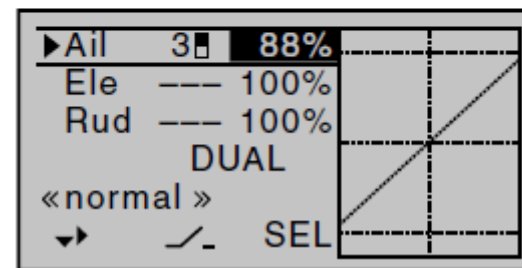 ▶Ail 3 88%
Ele --- 100%
Rud --- 100%
DUAL
«normal »
SEL